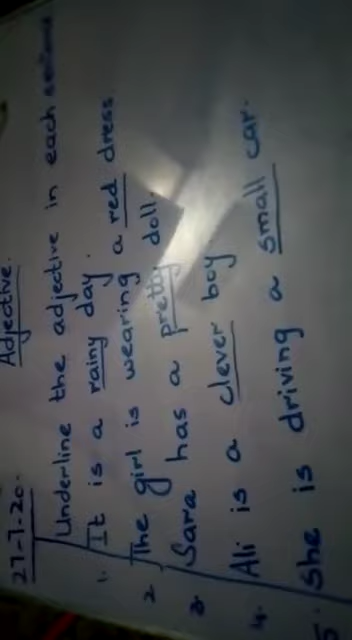 Adjective.
27-7-20.
Underline the adjective in each sentence
1. It is a rainy day.
2. The girl is wearing a red dress
3. Sara has a pretty doll.
4. Ali is a clever boy
5. She is driving a small car.